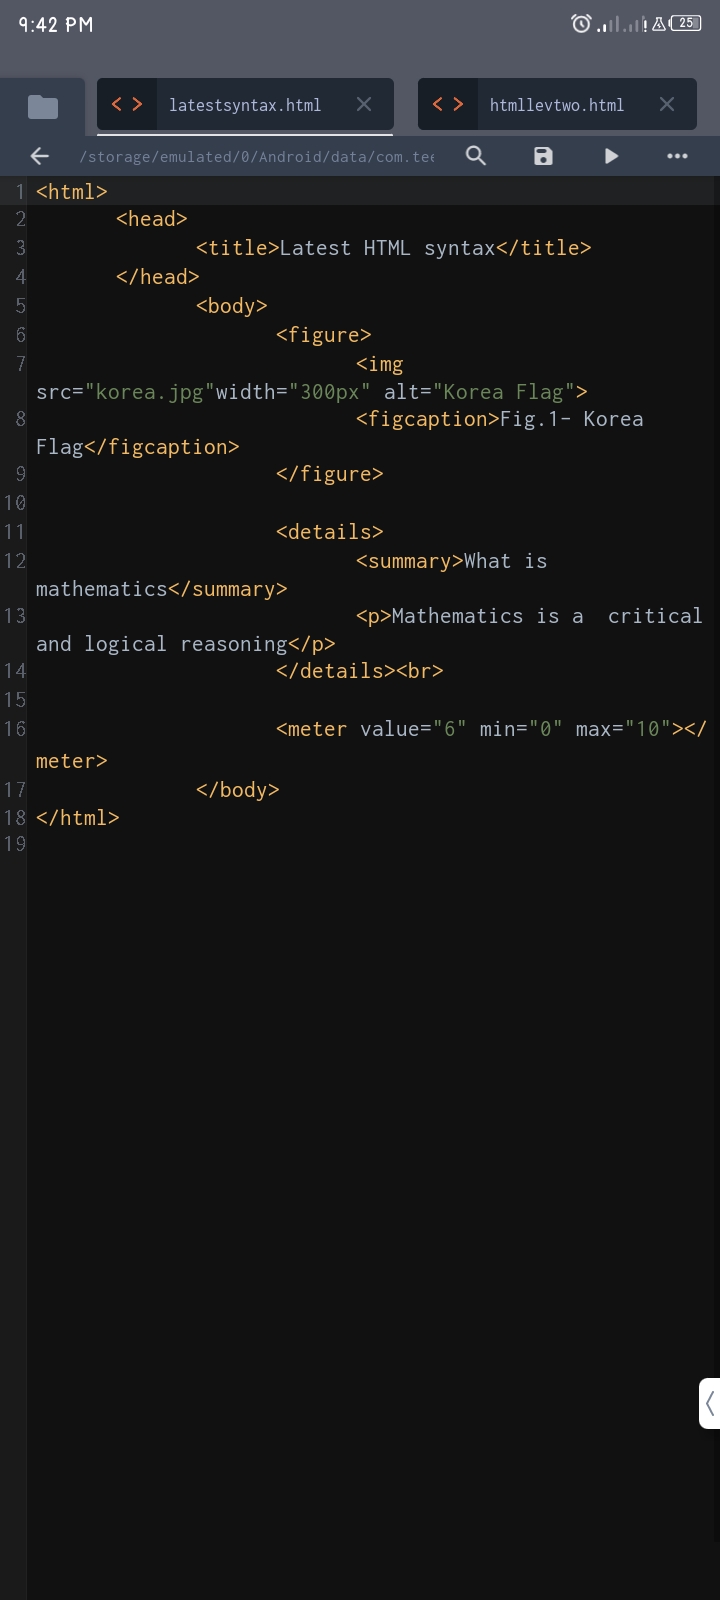 9:42 PM
25
latestsyntax.html
htmllevtwo.html
/storage/emulated/0/Android/data/com.tee
1 <html>
2 <head>
3 <title>Latest HTML syntax</title>
4 </head>
5 <body>
6 <figure>
7 <img
src="korea.jpg"width="300px" alt="Korea Flag">
8 <figcaption>Fig.1- Korea
Flag</figcaption>
9 </figure>
10
11 <details>
12 <summary>What is
mathematics</summary>
13 <p>Mathematics is a  critical
and logical reasoning</p>
14 </details><br>
15
16 <meter value="6" min="0" max="10"></
meter>
17 </body>
18 </html>
19